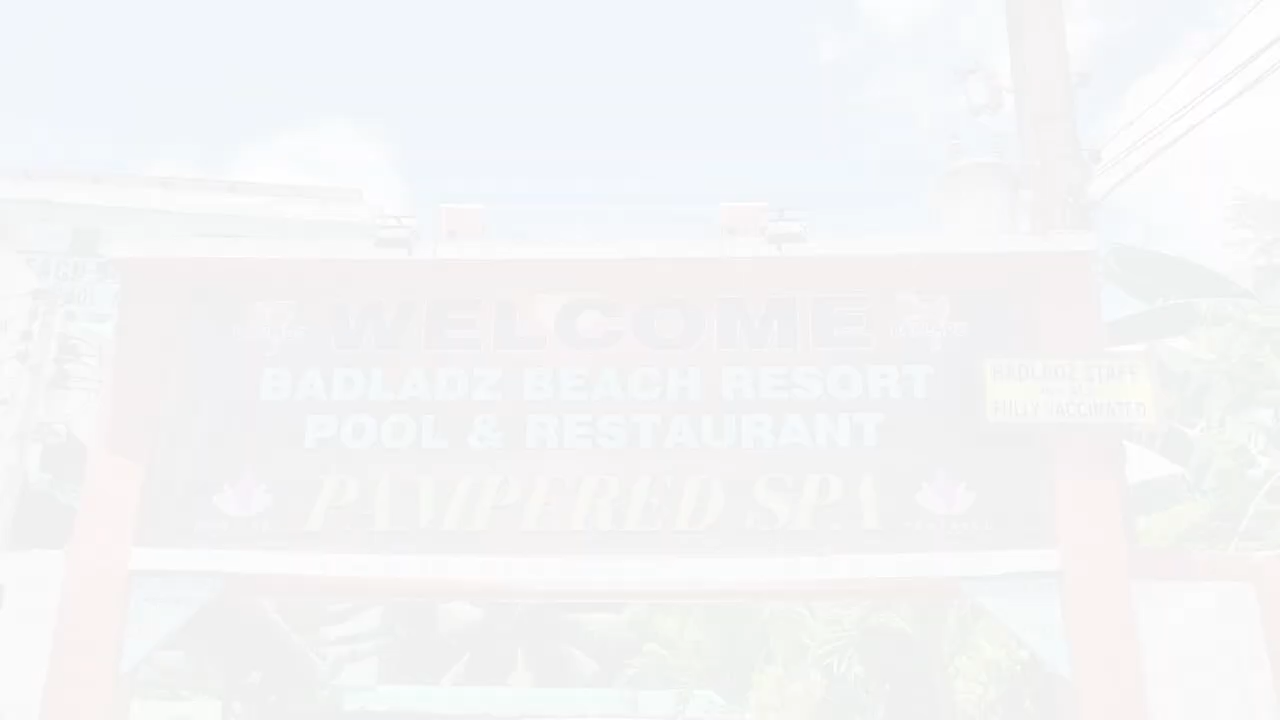 WELCOME
BADLADZ BEACH RESORT
POOL & RESTAURANT
PAMPERED SPA
BADLADZ STAFF
FULLY VACCINATED